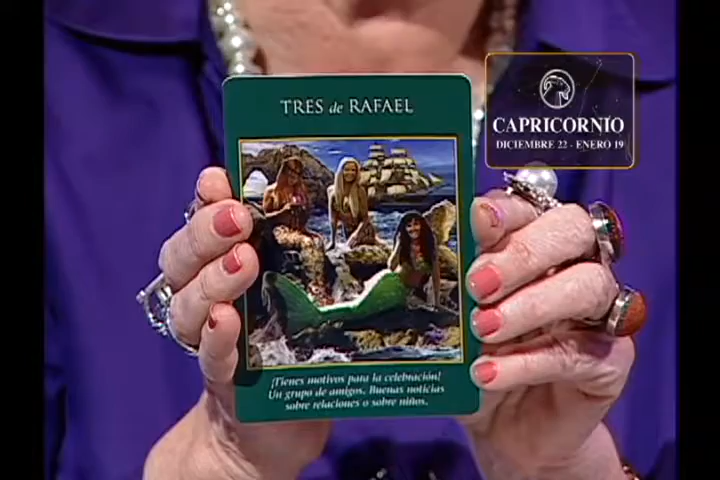 TRES de RAFAEL
CAPRICORNIO
DICIEMBRE 22 - ENERO 19
¡Tienes motivos para la celebración!
Un grupo de amigos. Buenas noticias
sobre relaciones o sobre niños.